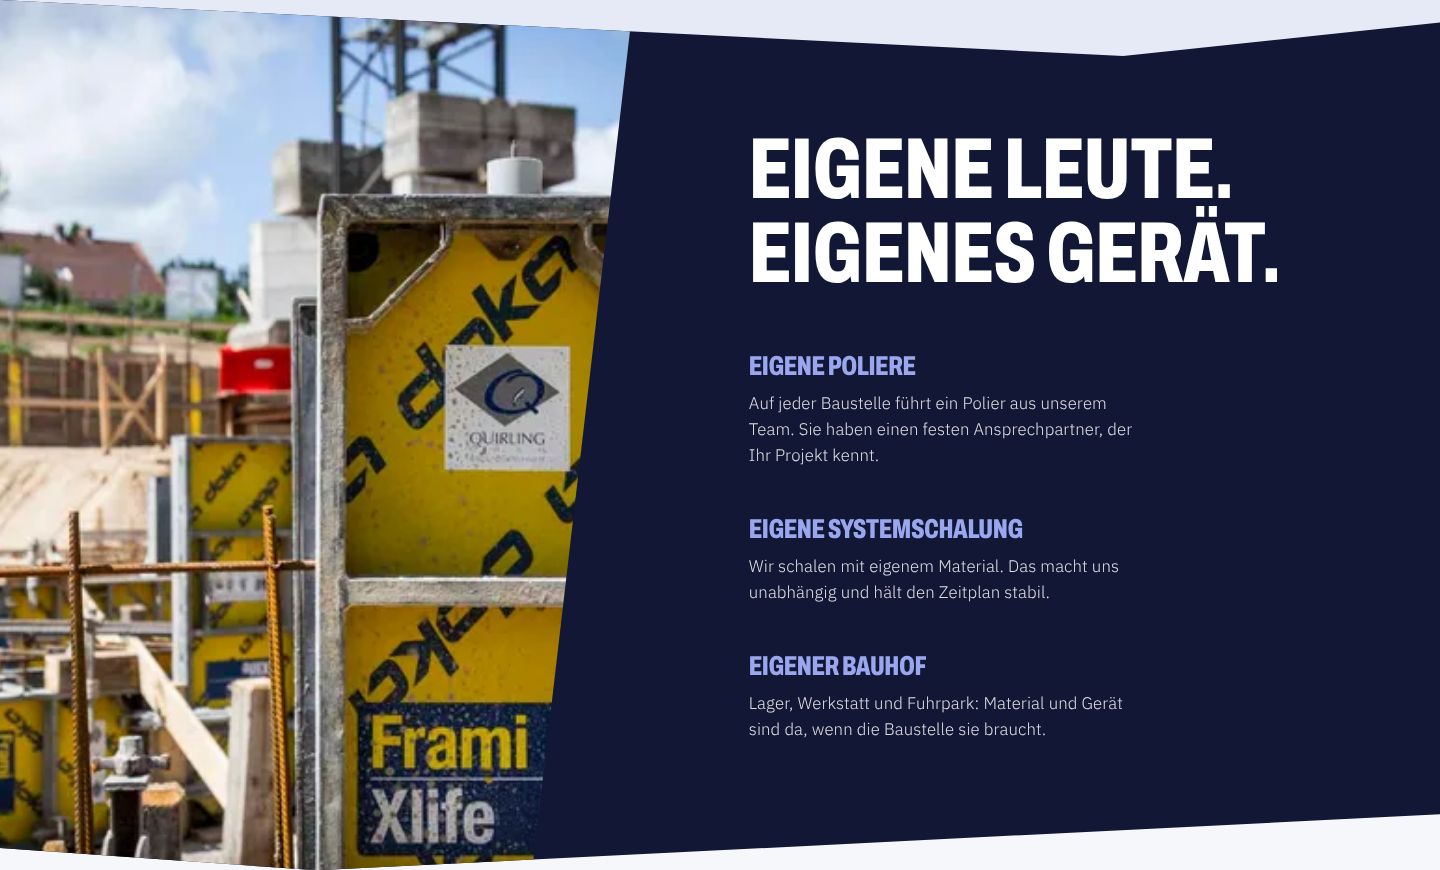 EIGENE LEUTE.
EIGENES GERÄT.
EIGENE POLIERE
Auf jeder Baustelle führt ein Polier aus unserem
Team. Sie haben einen festen Ansprechpartner, der
Ihr Projekt kennt.
EIGENE SYSTEMSCHALUNG
Wir schalen mit eigenem Material. Das macht uns
unabhängig und hält den Zeitplan stabil.
EIGENER BAUHOF
Lager, Werkstatt und Fuhrpark: Material und Gerät
sind da, wenn die Baustelle sie braucht.
doka
QUIRLING
doka
doka
Frami
Xlife